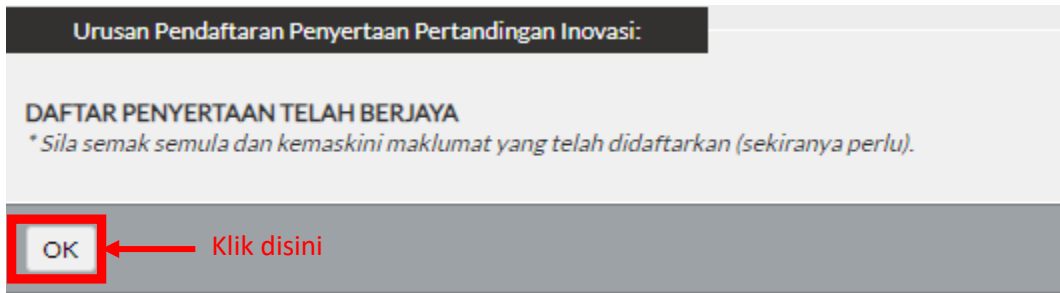 Urusan Pendaftaran Penyertaan Pertandingan Inovasi:
DAFTAR PENYERTAAN TELAH BERJAYA
* Sila semak semula dan kemaskini maklumat yang telah didaftarkan (sekiranya perlu).
OK Klik disini